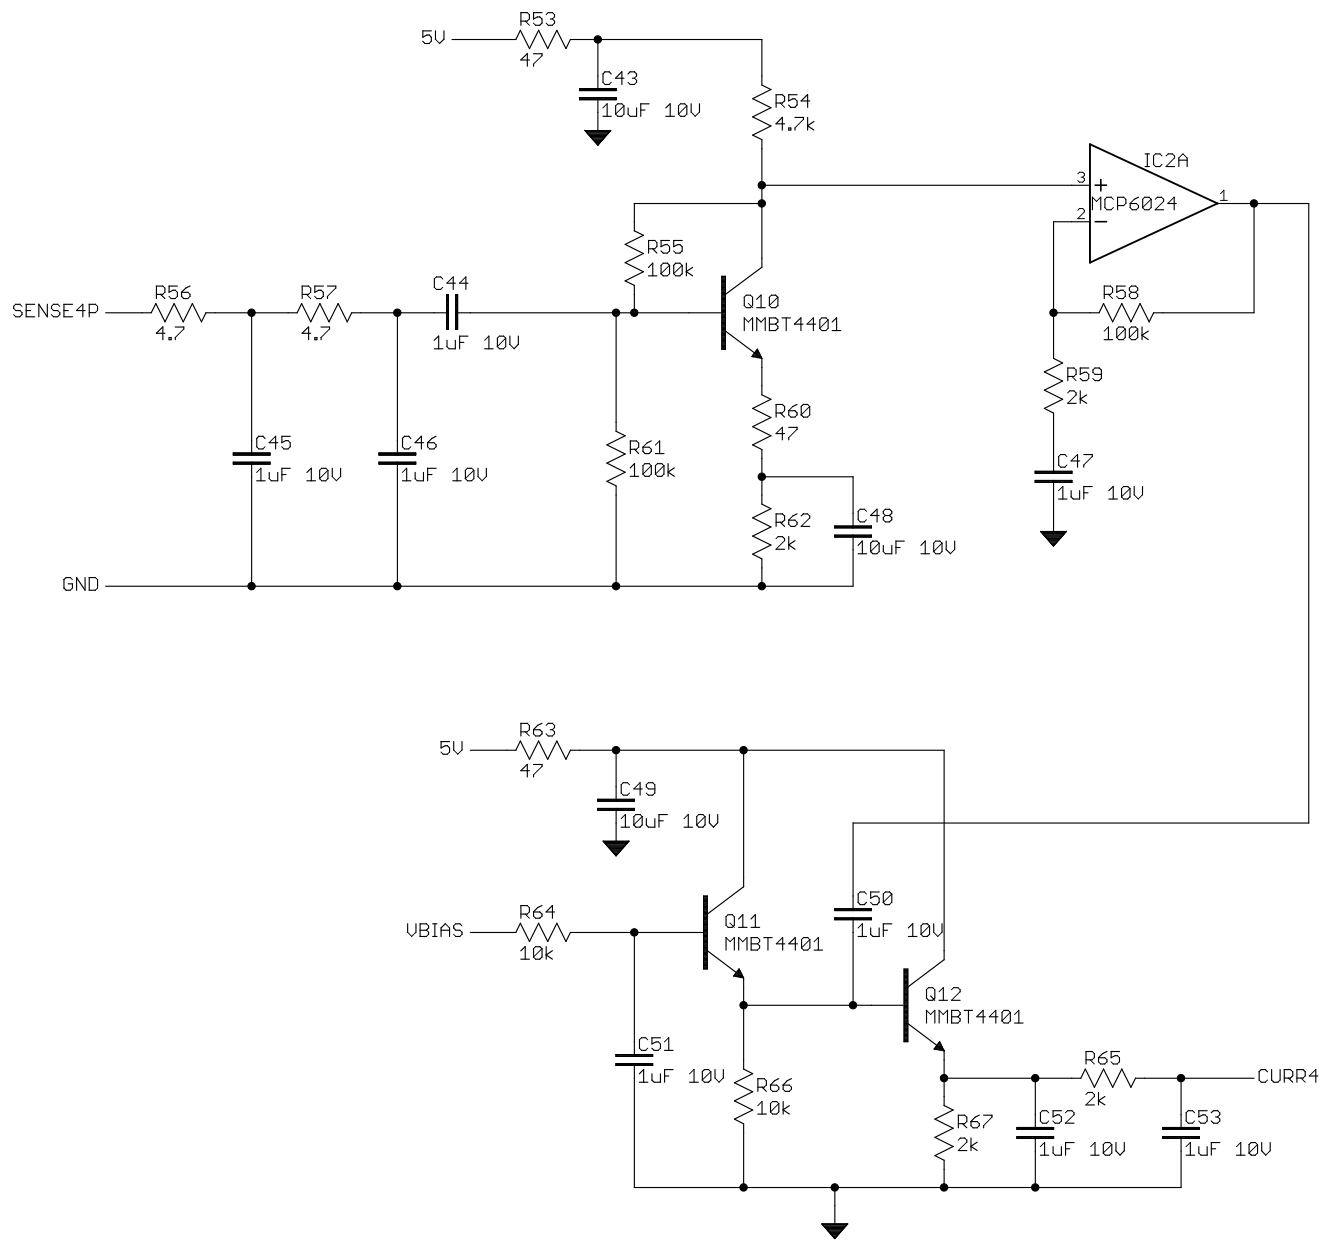 R53
5V
47
C43
10uF 10V
R54
4.7k
IC2A
3
MCP6024
1
2
R55
100k
C44
R56
R57
SENSE4P
4.7
4.7
1uF 10V
Q10
MMBT4401
R58
100k
R59
2k
R60
47
C45
1uF 10V
C46
1uF 10V
R61
100k
C47
1uF 10V
R62
2k
C48
10uF 10V
GND
R63
5V
47
C49
10uF 10V
R64
VBIAS
10k
Q11
MMBT4401
C50
1uF 10V
Q12
MMBT4401
C51
1uF 10V
R66
10k
R65
CURR4
2k
R67
2k
C52
1uF 10V
C53
1uF 10V